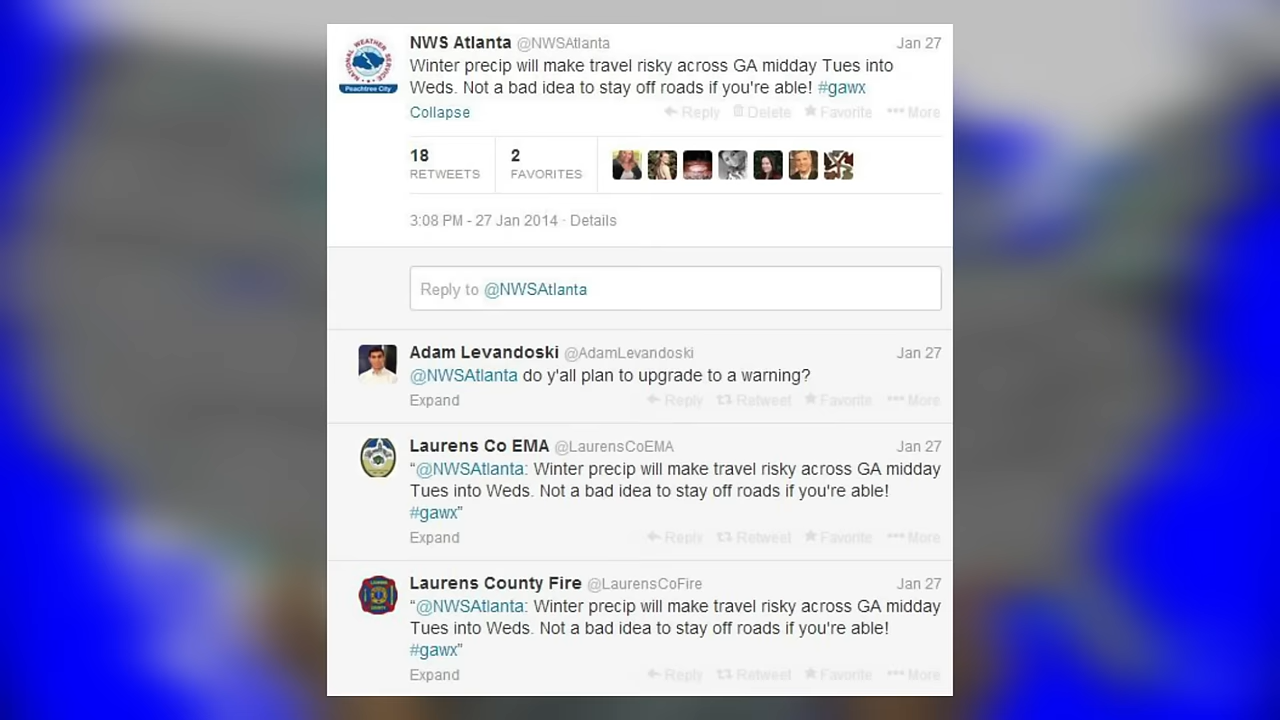 NWS Atlanta @NWSAtlanta Jan 27
NATIONAL WEATHER SERVICE
Peachtree City
Winter precip will make travel risky across GA midday Tues into
Weds. Not a bad idea to stay off roads if you're able! #gawx
Collapse Reply Delete Favorite More
18 2
RETWEETS FAVORITES
3:08 PM - 27 Jan 2014 · Details
Reply to @NWSAtlanta
Adam Levandoski @AdamLevandoski Jan 27
@NWSAtlanta do y'all plan to upgrade to a warning?
Expand Reply Retweet Favorite More
Laurens Co EMA @LaurensCoEMA Jan 27
“@NWSAtlanta: Winter precip will make travel risky across GA midday
Tues into Weds. Not a bad idea to stay off roads if you're able!
#gawx”
Expand Reply Retweet Favorite More
Laurens County Fire @LaurensCoFire Jan 27
“@NWSAtlanta: Winter precip will make travel risky across GA midday
Tues into Weds. Not a bad idea to stay off roads if you're able!
#gawx”
Expand Reply Retweet Favorite More